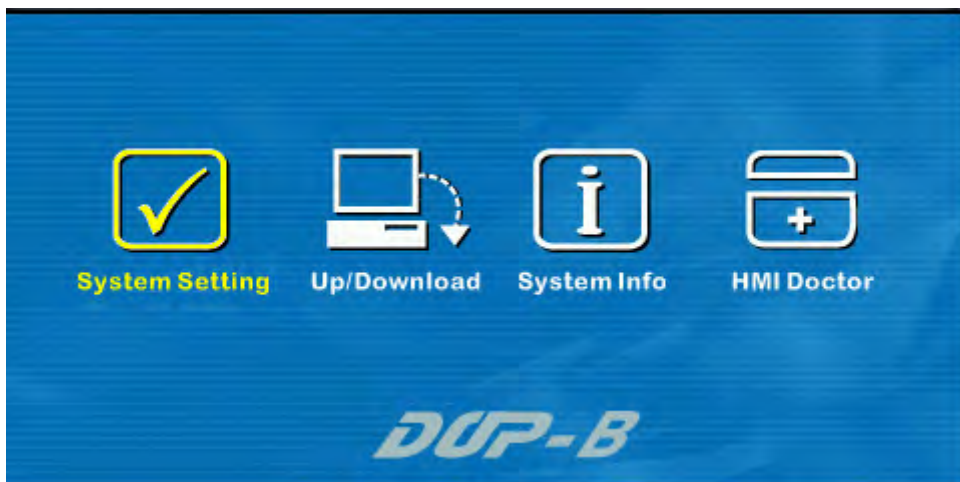 System Setting
Up/Download
System Info
HMI Doctor
DOP-B